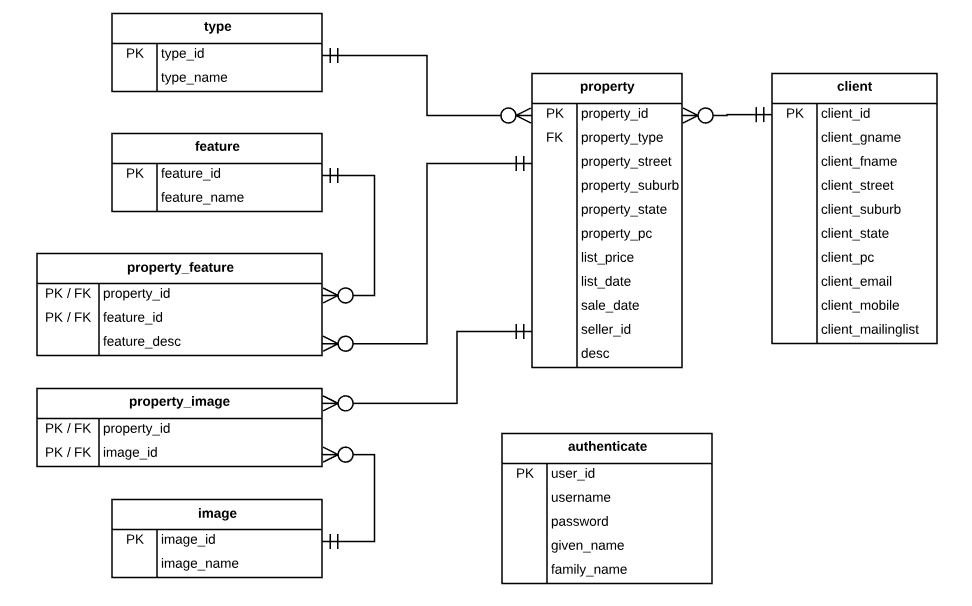 type
PK type_id
type_name
feature
PK feature_id
feature_name
property_feature
PK / FK property_id
PK / FK feature_id
feature_desc
property_image
PK / FK property_id
PK / FK image_id
image
PK image_id
image_name
property
PK property_id
FK property_type
property_street
property_suburb
property_state
property_pc
list_price
list_date
sale_date
seller_id
desc
client
PK client_id
client_gname
client_fname
client_street
client_suburb
client_state
client_pc
client_email
client_mobile
client_mailinglist
authenticate
PK user_id
username
password
given_name
family_name